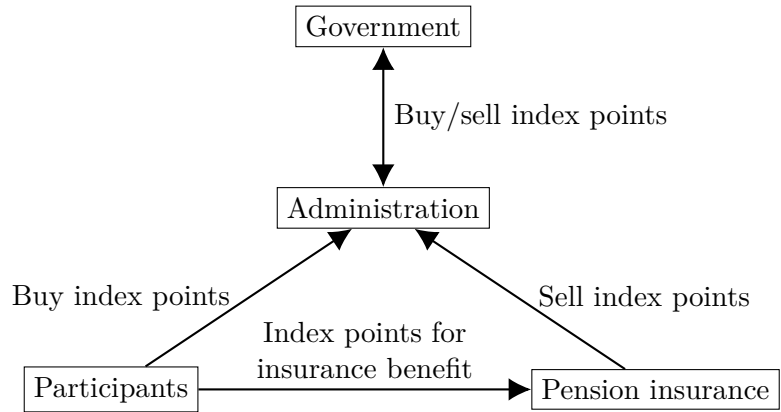 Government
Buy/sell index points
Administration
Buy index points
Sell index points
Index points for
insurance benefit
Participants
Pension insurance